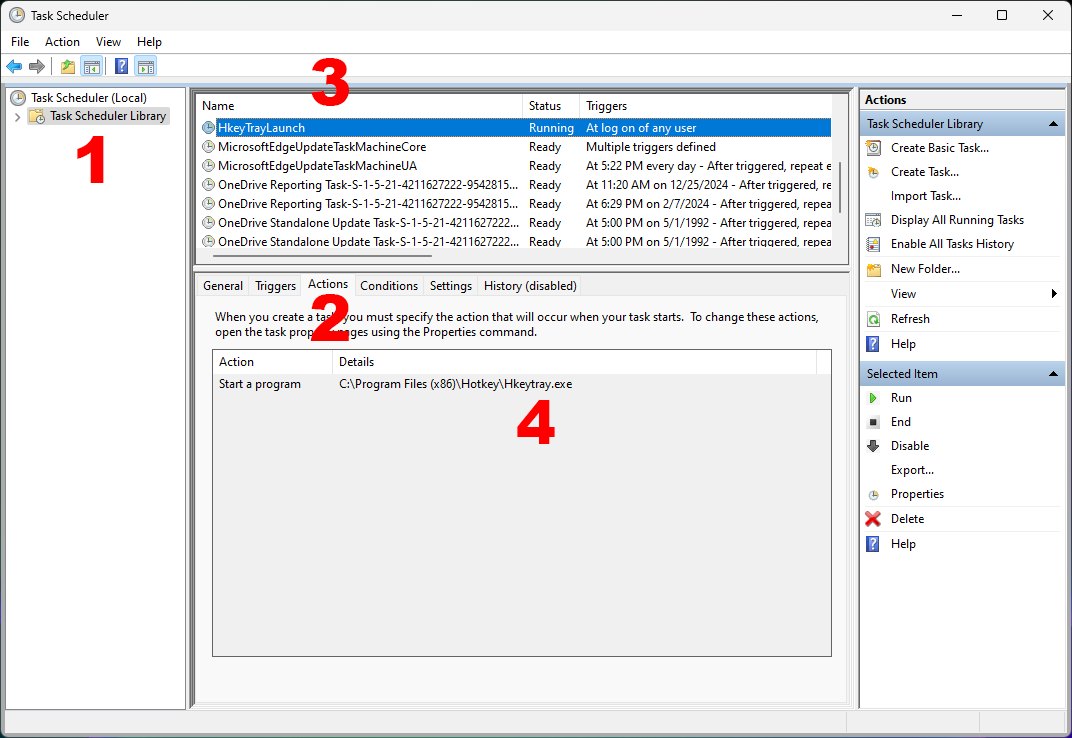 Task Scheduler
File Action View Help
Task Scheduler (Local)
Task Scheduler Library
1
3
Name Status Triggers
HkeyTrayLaunch Running At log on of any user
MicrosoftEdgeUpdateTaskMachineCore Ready Multiple triggers defined
MicrosoftEdgeUpdateTaskMachineUA Ready At 5:22 PM every day - After triggered, repeat e
OneDrive Reporting Task-S-1-5-21-4211627222-9542815... Ready At 11:20 AM on 12/25/2024 - After triggered, re
OneDrive Reporting Task-S-1-5-21-4211627222-9542815... Ready At 6:29 PM on 2/7/2024 - After triggered, repea
OneDrive Standalone Update Task-S-1-5-21-4211627222... Ready At 5:00 PM on 5/1/1992 - After triggered, repea
OneDrive Standalone Update Task-S-1-5-21-4211627222... Ready At 5:00 PM on 5/1/1992 - After triggered, repea
General Triggers Actions Conditions Settings History (disabled)
2
When you create a task you must specify the action that will occur when your task starts. To change these actions,
open the task pages using the Properties command.
Action Details
Start a program C:\Program Files (x86)\Hotkey\Hkeytray.exe
4
Actions
Task Scheduler Library
Create Basic Task...
Create Task...
Import Task...
Display All Running Tasks
Enable All Tasks History
New Folder...
View
Refresh
Help
Selected Item
Run
End
Disable
Export...
Properties
Delete
Help